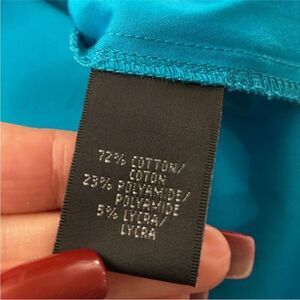 72% COTTON/
COTON
23% POLYAMIDE/
POLYAMIDE
5% LYCRA/
LYCRA